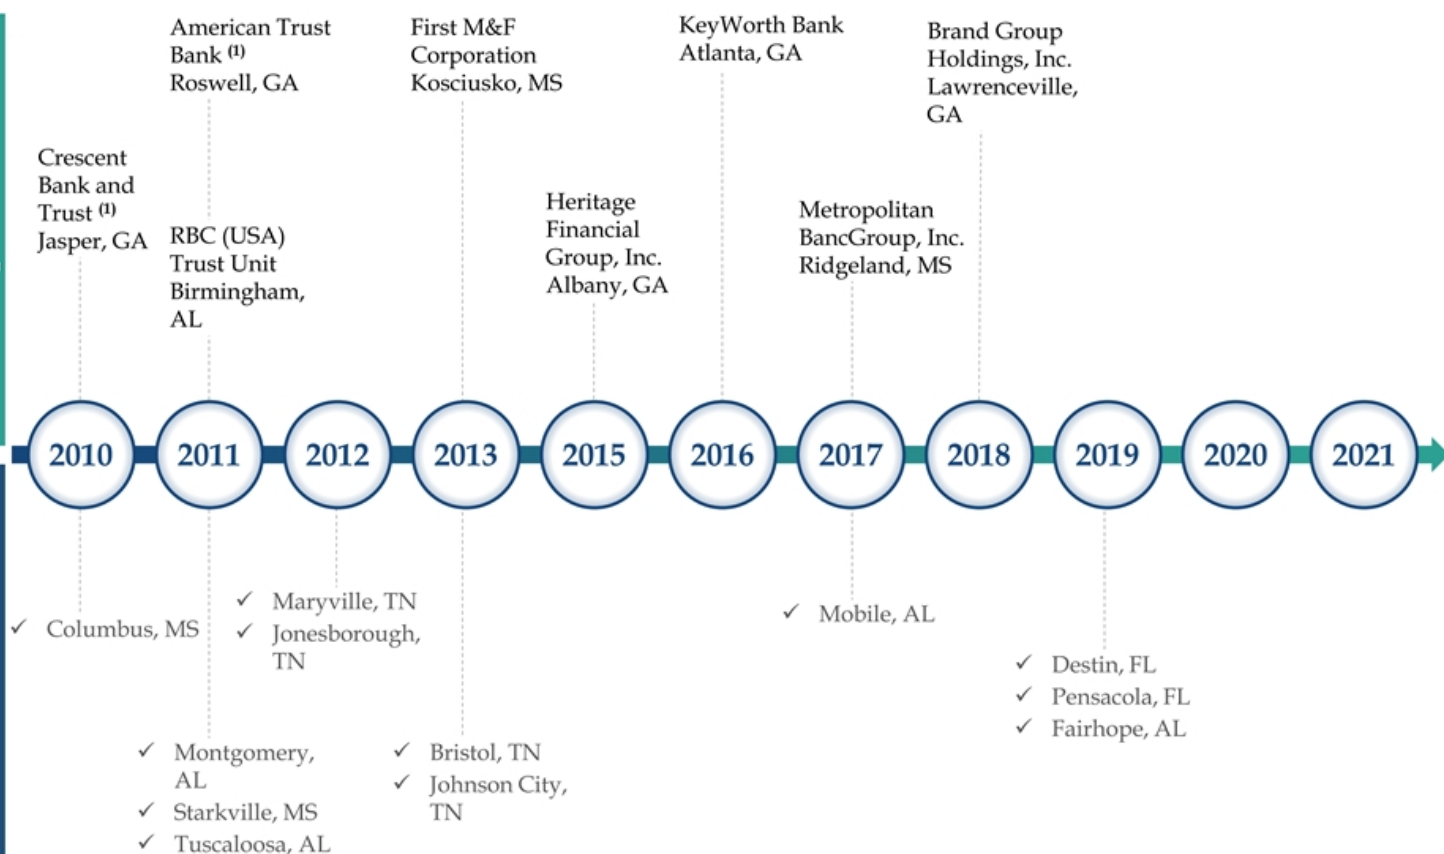 American Trust
Bank (1)
Roswell, GA
First M&F
Corporation
Kosciusko, MS
KeyWorth Bank
Atlanta, GA
Brand Group
Holdings, Inc.
Lawrenceville,
GA
Crescent
Bank and
Trust (1)
Jasper, GA
RBC (USA)
Trust Unit
Birmingham,
AL
Heritage
Financial
Group, Inc.
Albany, GA
Metropolitan
BancGroup, Inc.
Ridgeland, MS
2010
2011
2012
2013
2015
2016
2017
2018
2019
2020
2021
✓ Columbus, MS
✓ Maryville, TN
✓ Jonesborough,
TN
✓ Mobile, AL
✓ Destin, FL
✓ Pensacola, FL
✓ Fairhope, AL
✓ Montgomery,
AL
✓ Starkville, MS
✓ Tuscaloosa, AL
✓ Bristol, TN
✓ Johnson City,
TN